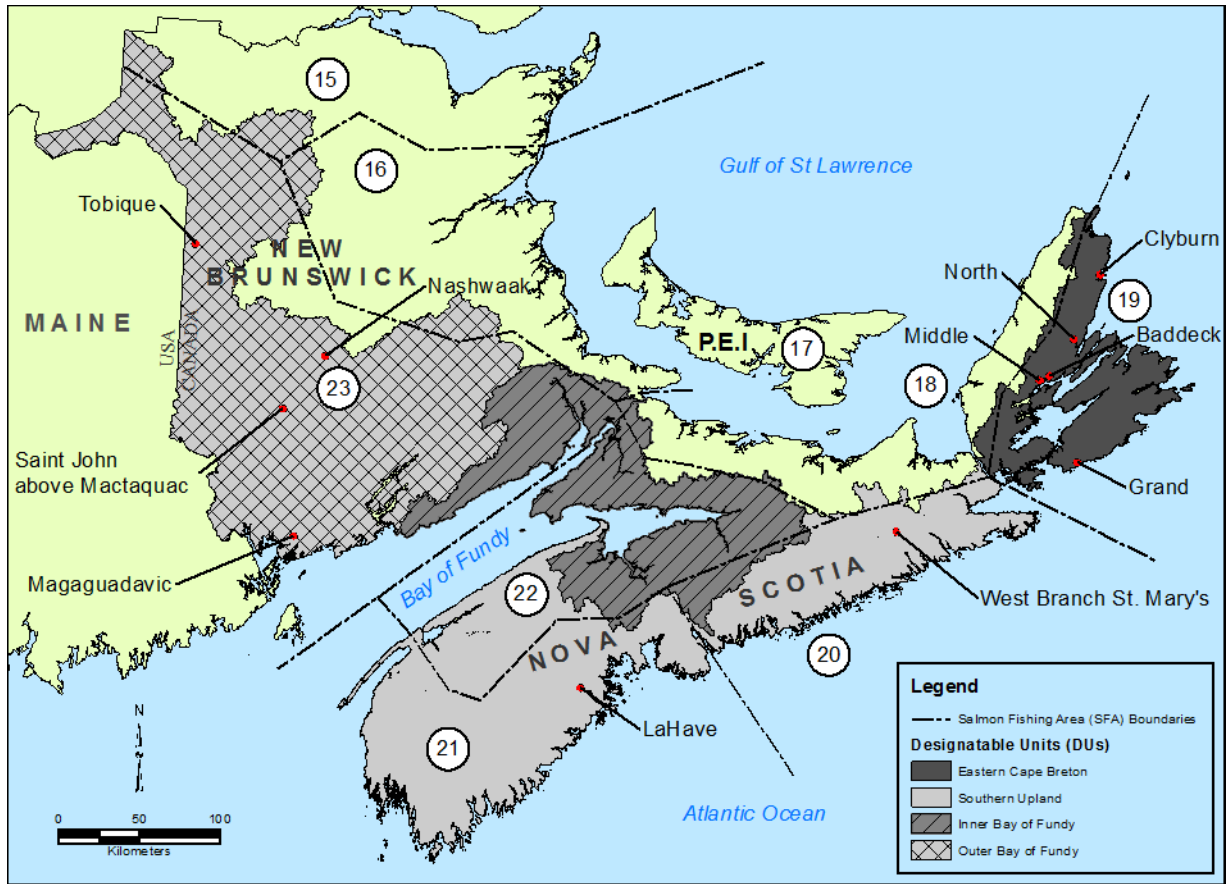 15
16
Gulf of St Lawrence
Tobique
Clyburn
NEW
BRUNSWICK
North
Nashwaak
19
MAINE
USA
CANADA
P.E.I
17
Middle
Baddeck
18
23
Saint John
above Mactaquac
Grand
Magaguadavic
Bay of Fundy
22
SCOTIA
West Branch St. Mary's
NOVA
20
N
LaHave
21
Atlantic Ocean
0
50
100
Kilometers
Legend
Salmon Fishing Area (SFA) Boundaries
Designatable Units (DUs)
Eastern Cape Breton
Southern Upland
Inner Bay of Fundy
Outer Bay of Fundy